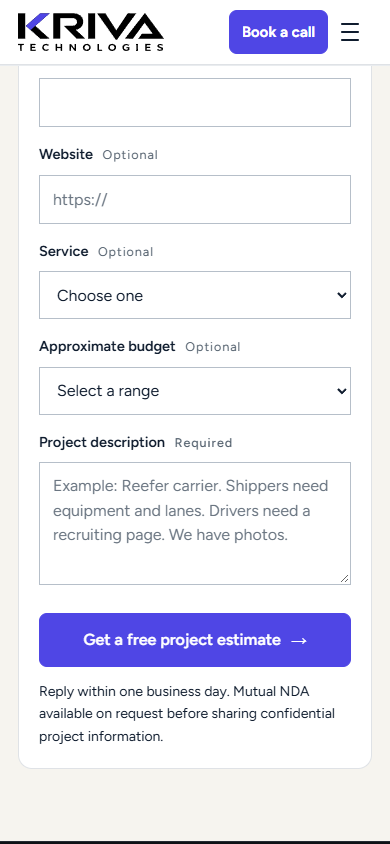 KRIVA
TECHNOLOGIES
Book a call
Website Optional
https://
Service Optional
Choose one
Approximate budget Optional
Select a range
Project description Required
Example: Reefer carrier. Shippers need
equipment and lanes. Drivers need a
recruiting page. We have photos.
Get a free project estimate →
Reply within one business day. Mutual NDA
available on request before sharing confidential
project information.